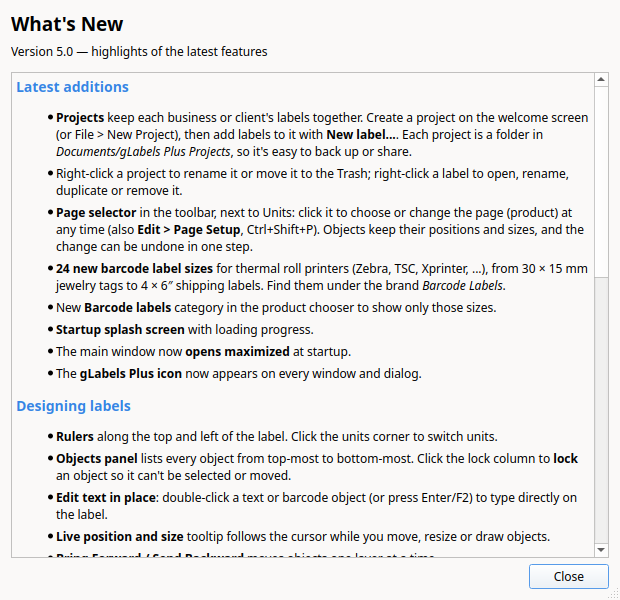 What's New
Version 5.0 — highlights of the latest features
Latest additions
• Projects keep each business or client's labels together. Create a project on the welcome screen
(or File > New Project), then add labels to it with New label.... Each project is a folder in
Documents/gLabels Plus Projects, so it's easy to back up or share.
• Right-click a project to rename it or move it to the Trash; right-click a label to open, rename,
duplicate or remove it.
• Page selector in the toolbar, next to Units: click it to choose or change the page (product) at
any time (also Edit > Page Setup, Ctrl+Shift+P). Objects keep their positions and sizes, and the
change can be undone in one step.
• 24 new barcode label sizes for thermal roll printers (Zebra, TSC, Xprinter, ...), from 30 × 15 mm
jewelry tags to 4 × 6″ shipping labels. Find them under the brand Barcode Labels.
• New Barcode labels category in the product chooser to show only those sizes.
• Startup splash screen with loading progress.
• The main window now opens maximized at startup.
• The gLabels Plus icon now appears on every window and dialog.
Designing labels
• Rulers along the top and left of the label. Click the units corner to switch units.
• Objects panel lists every object from top-most to bottom-most. Click the lock column to lock
an object so it can't be selected or moved.
• Edit text in place: double-click a text or barcode object (or press Enter/F2) to type directly on
the label.
• Live position and size tooltip follows the cursor while you move, resize or draw objects.
• Bring Forward / Send Backward moves objects one layer at a time.
Close